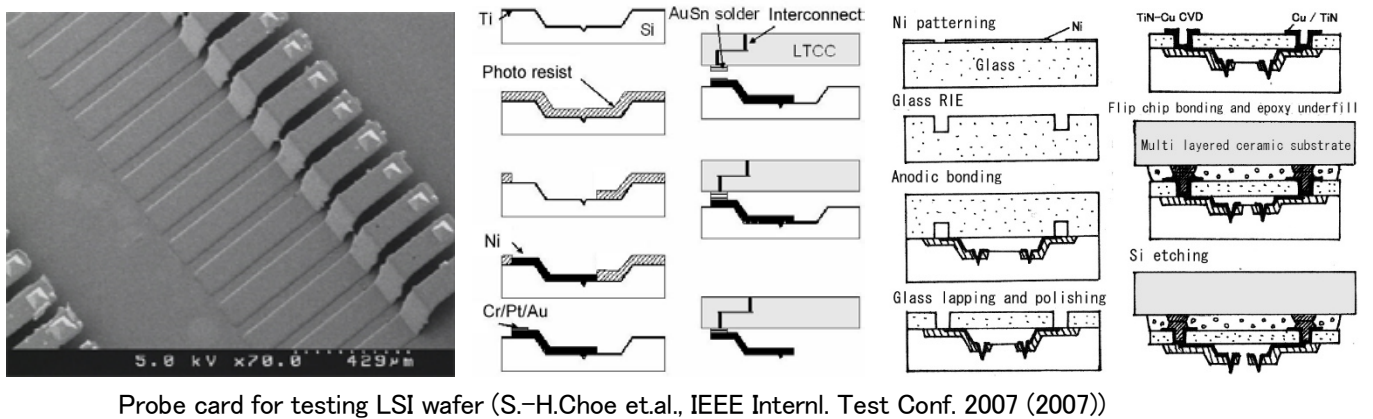 5.0 kV x70.0 429µm
Ti
Si
Photo resist
Ni
Cr/Pt/Au
AuSn solder
Interconnect
LTCC
Ni patterning
Ni
Glass
Glass RIE
Anodic bonding
Glass lapping and polishing
TiN-Cu CVD
Cu / TiN
Flip chip bonding and epoxy underfill
Multi layered ceramic substrate
Si etching
Probe card for testing LSI wafer (S.-H.Choe et.al., IEEE Internl. Test Conf. 2007 (2007))